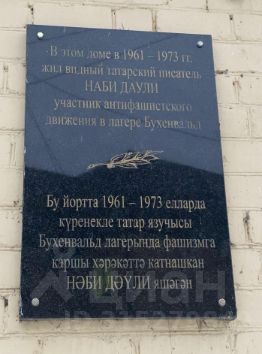 В этом доме в 1961 – 1973 гг.
жил видный татарский писатель
НАБИ ДАУЛИ
участник антифашистского
движения в лагере Бухенвальд
Бу йортта 1961 – 1973 елларда
күренекле татар язучысы
Бухенвальд лагерында фашизмга
каршы хәрәкәттә катнашкан
НӘБИ ДӘҮЛИ яшәгән
циан